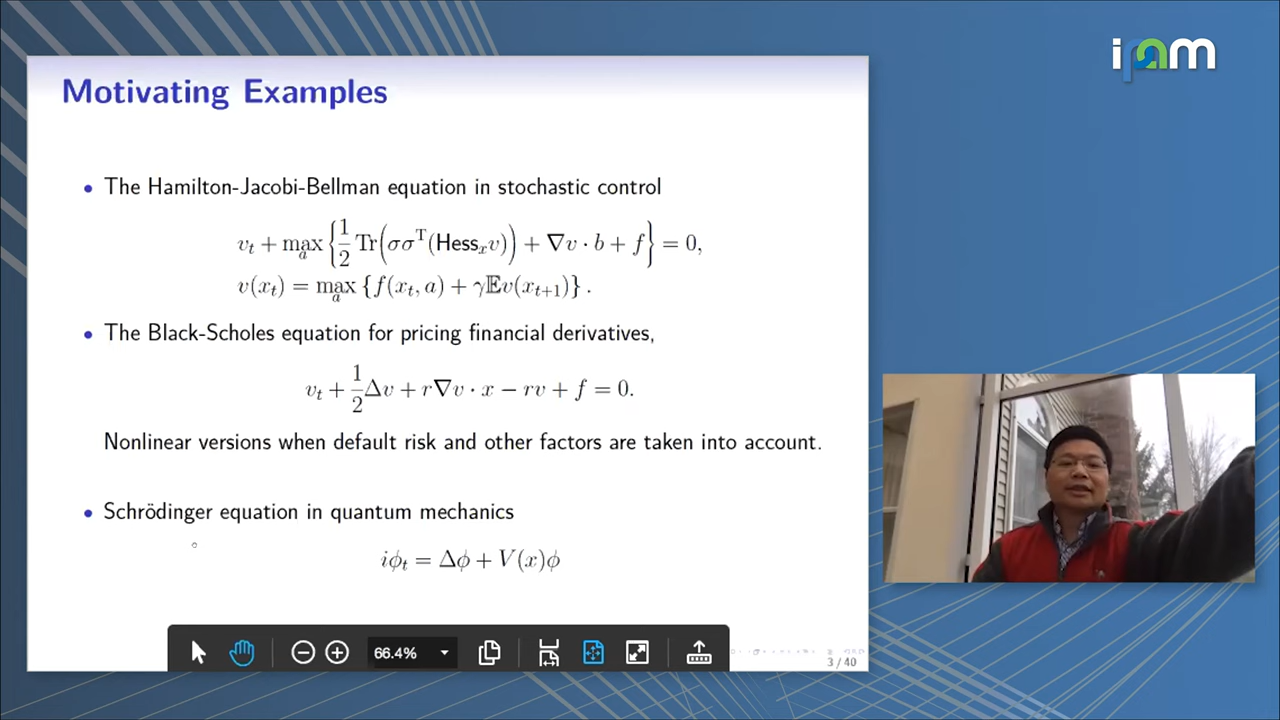 ipam
Motivating Examples
• The Hamilton-Jacobi-Bellman equation in stochastic control
v_t + max_a {1/2 Tr(σσ^T(Hess_x v)) + ∇v · b + f} = 0,
v(x_t) = max_a {f(x_t, a) + γ𝔼v(x_{t+1})} .
• The Black-Scholes equation for pricing financial derivatives,
v_t + 1/2 Δv + r∇v · x − rv + f = 0.
Nonlinear versions when default risk and other factors are taken into account.
• Schrödinger equation in quantum mechanics
iϕ_t = Δϕ + V(x)ϕ
66.4%
3 / 40